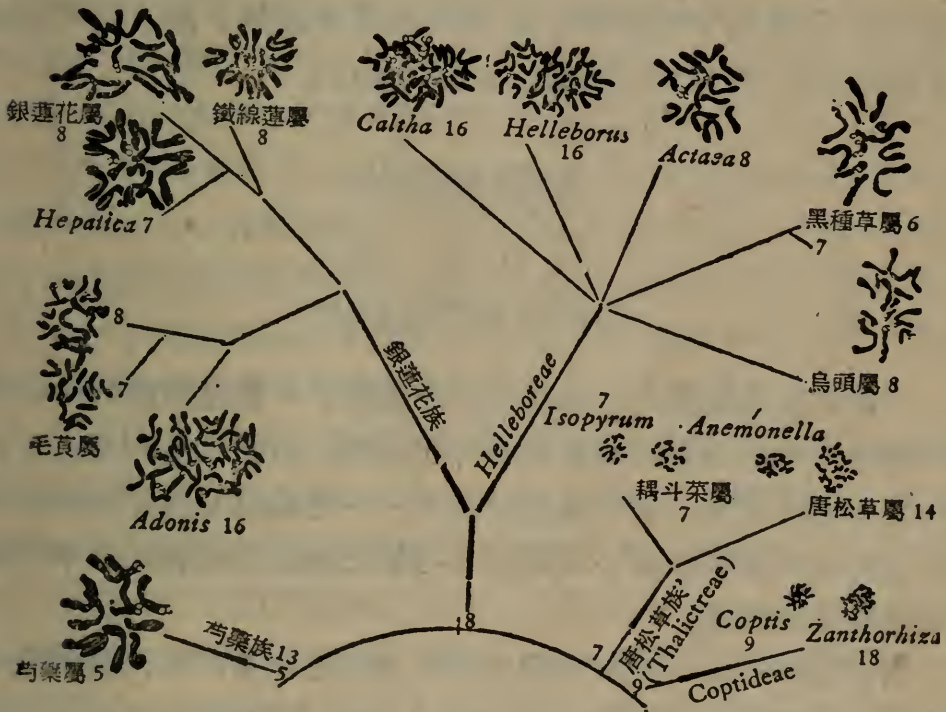 銀蓮花屬
8
鐵線蓮屬
8
Caltha 16
Helleborus
16
Actaea 8
黑種草屬 6
7
Hepatica 7
8
7
毛茛屬
Adonis 16
銀蓮花族
Helleboreae
烏頭屬 8
7
Isopyrum
Anemonella
耦斗菜屬
7
唐松草屬 14
芍藥屬 5
芍藥族 13
5
8
7
唐松草族
(Thalictreae)
9
Coptis
9
Zanthorhiza
18
Coptideae